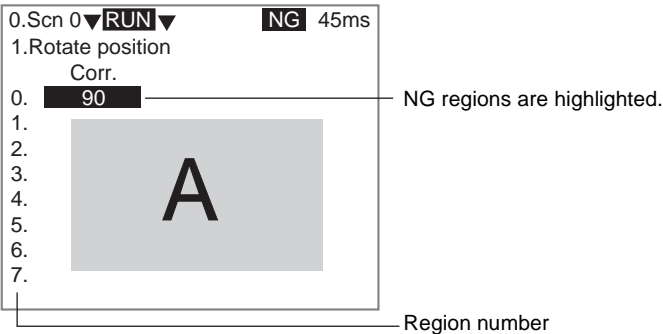 0.Scn 0▼RUN▼ NG 45ms
1.Rotate position
Corr.
0. 90
NG regions are highlighted.
1.
2.
3.
4.
5.
6.
7.
A
Region number